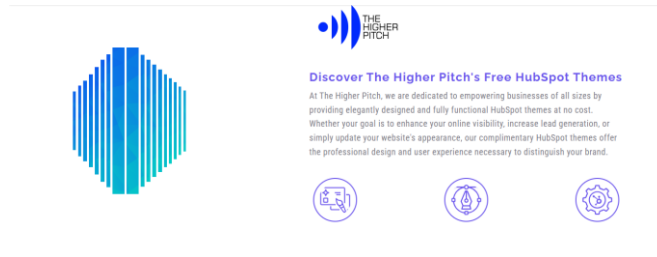 THE
HIGHER
PITCH
Discover The Higher Pitch's Free HubSpot Themes
At The Higher Pitch, we are dedicated to empowering businesses of all sizes by
providing elegantly designed and fully functional HubSpot themes at no cost.
Whether your goal is to enhance your online visibility, increase lead generation, or
simply update your website's appearance, our complimentary HubSpot themes offer
the professional design and user experience necessary to distinguish your brand.